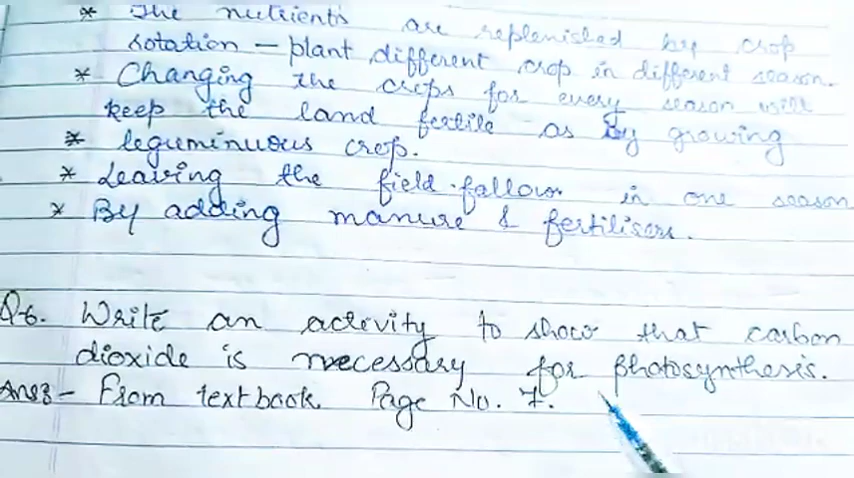 * The nutrients are replenished by crop
rotation - plant different crop in different season.
* Changing the crops for every season will
keep the land fertile as by growing
* leguminous crop.
* Leaving the field fallow in one season
* By adding manure & fertilisers.
Q6. Write an activity to show that carbon
dioxide is necessary for photosynthesis.
Ans:- From textbook Page No. 7.